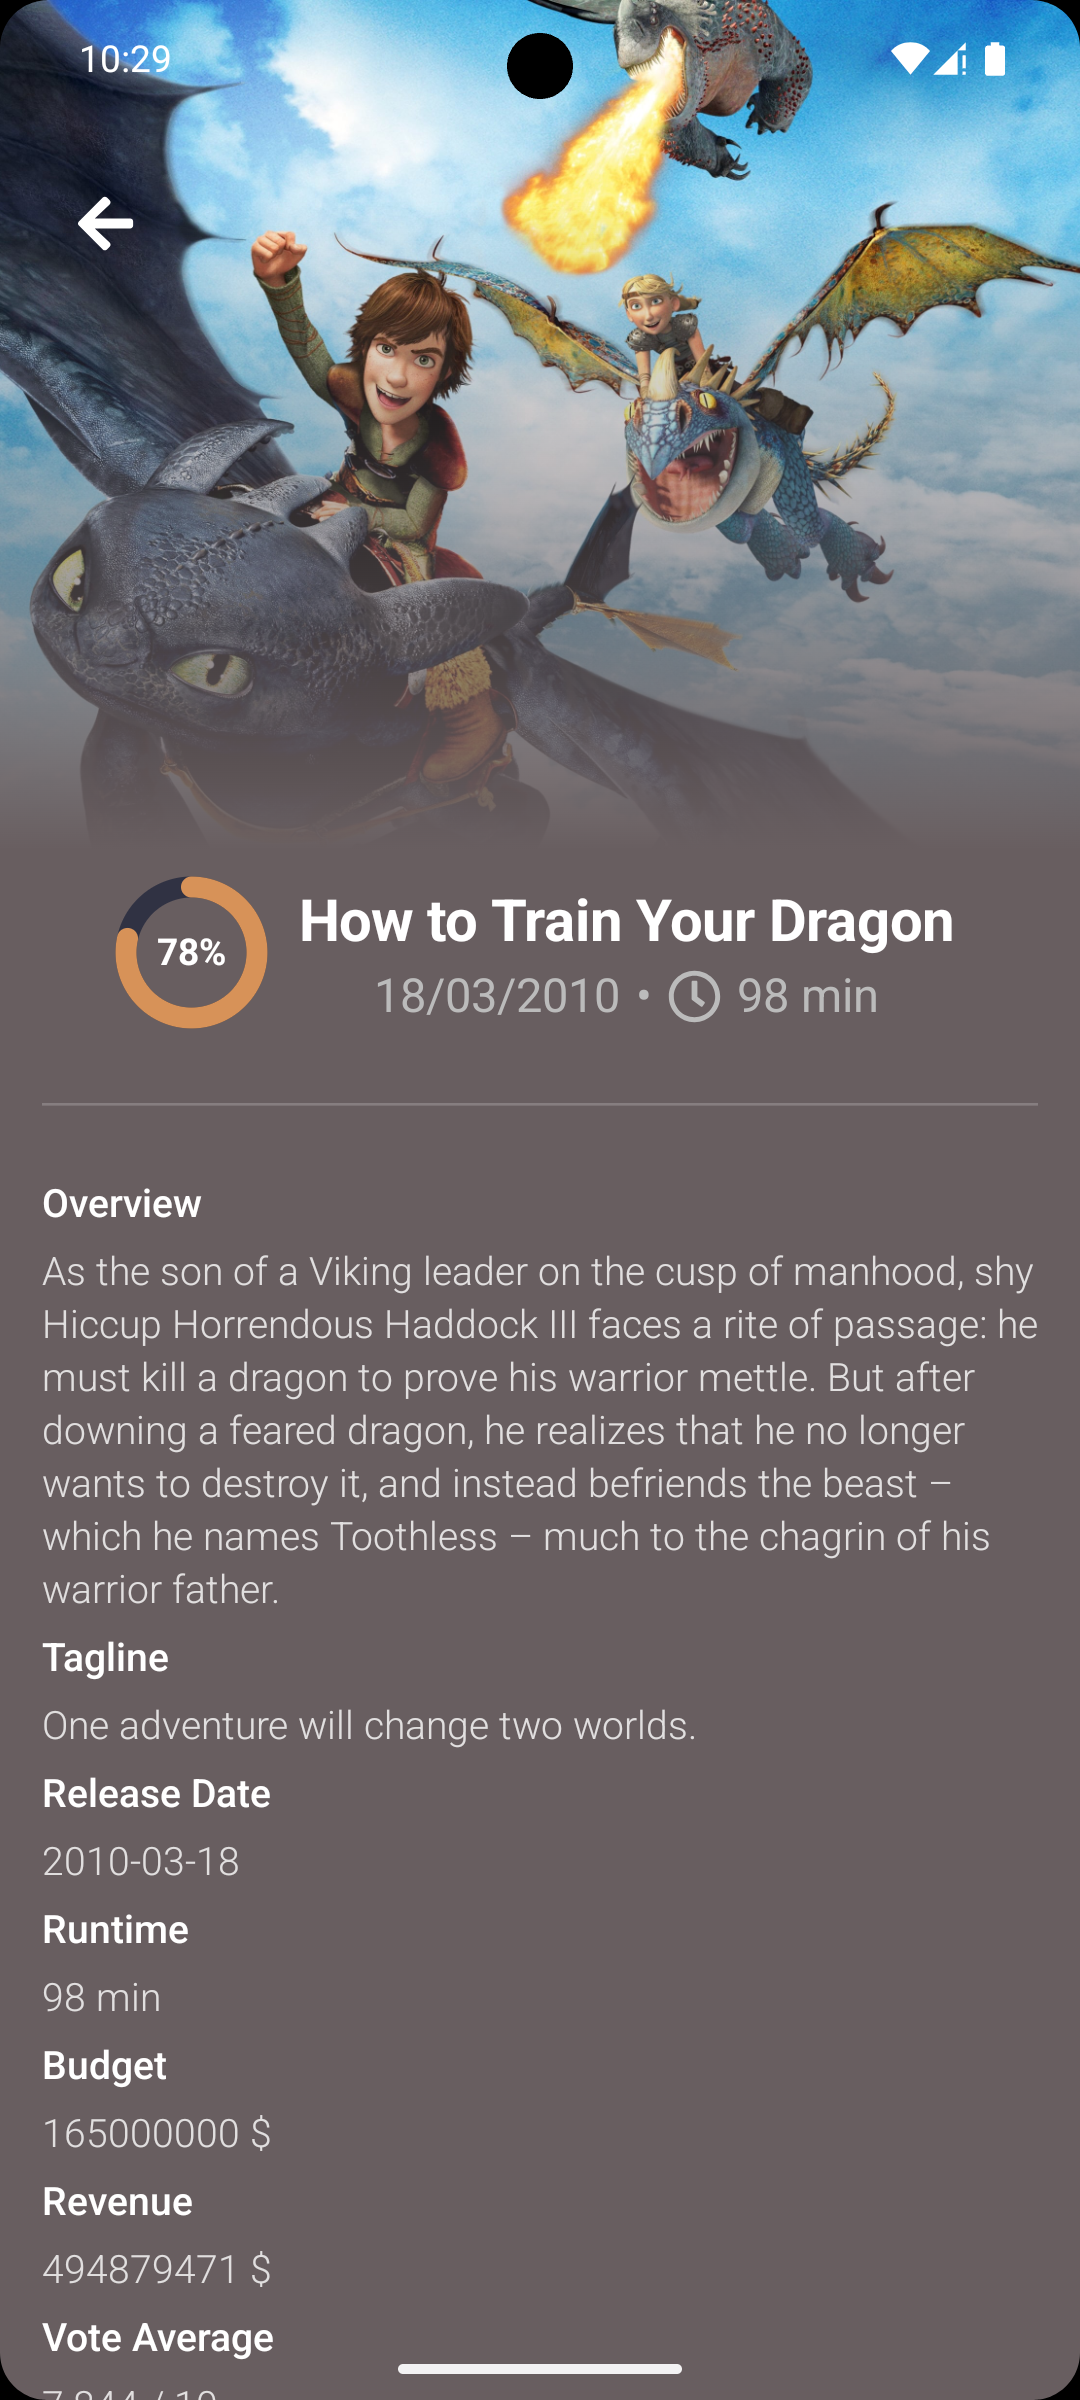 10:29
78%
How to Train Your Dragon
18/03/2010 • 98 min
Overview
As the son of a Viking leader on the cusp of manhood, shy
Hiccup Horrendous Haddock III faces a rite of passage: he
must kill a dragon to prove his warrior mettle. But after
downing a feared dragon, he realizes that he no longer
wants to destroy it, and instead befriends the beast –
which he names Toothless – much to the chagrin of his
warrior father.
Tagline
One adventure will change two worlds.
Release Date
2010-03-18
Runtime
98 min
Budget
165000000 $
Revenue
494879471 $
Vote Average